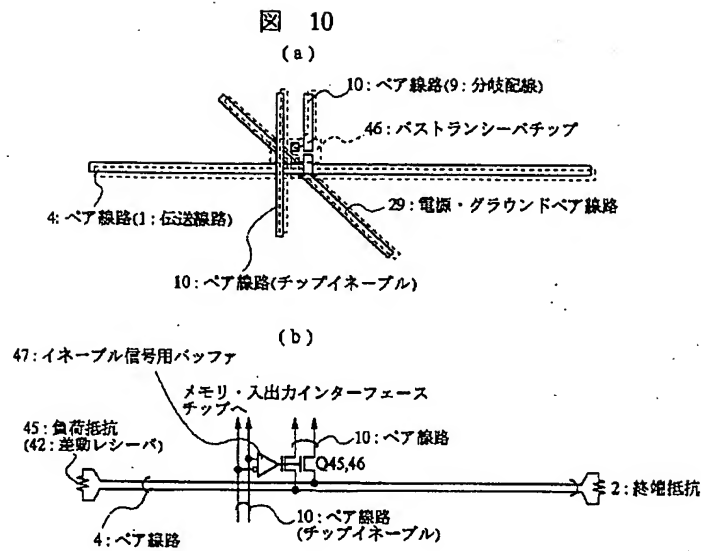 図 10
(a)
10:ペア線路(9:分岐配線)
46:バストランシーバチップ
4:ペア線路(1:伝送線路)
29:電源・グラウンドペア線路
10:ペア線路(チップイネーブル)
(b)
47:イネーブル信号用バッファ
メモリ・入出力インターフェース
チップへ
45:負荷抵抗
(42:差動レシーバ)
10:ペア線路
Q45,46
2:終端抵抗
10:ペア線路
(チップイネーブル)
4:ペア線路